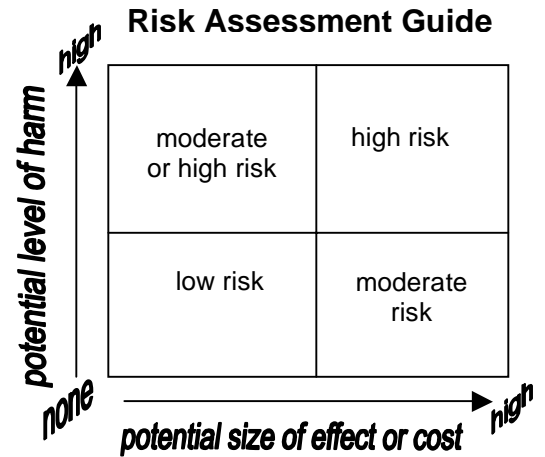 Risk Assessment Guide
high
potential level of harm
moderate
or high risk
high risk
low risk
moderate
risk
none
high
potential size of effect or cost